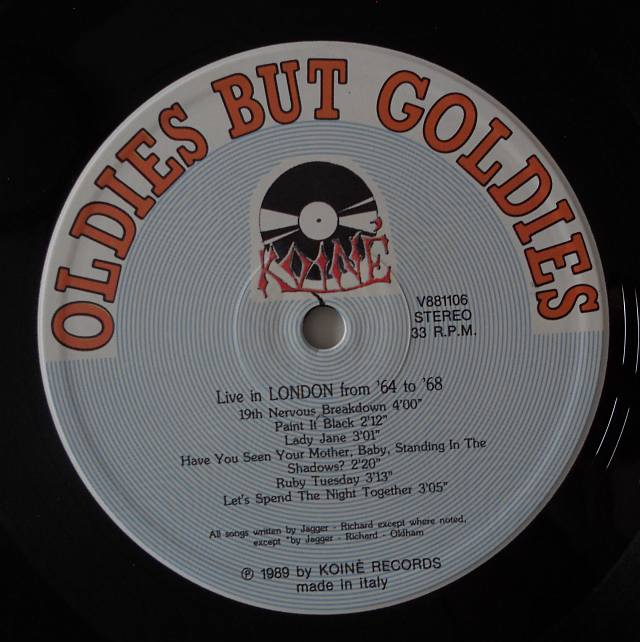 OLDIES BUT GOLDIES
KOINÈ
V881106
STEREO
33 R.P.M.
Live in LONDON from '64 to '68
19th Nervous Breakdown 4'00"
Paint It Black 2'12"
Lady Jane 3'01"
Have You Seen Your Mother, Baby, Standing In The
Shadows? 2'20"
Ruby Tuesday 3'13"
Let's Spend The Night Together 3'05"
All songs written by Jagger - Richard except where noted,
except *by Jagger - Richard - Oldham
℗ 1989 by KOINÈ RECORDS
made in italy